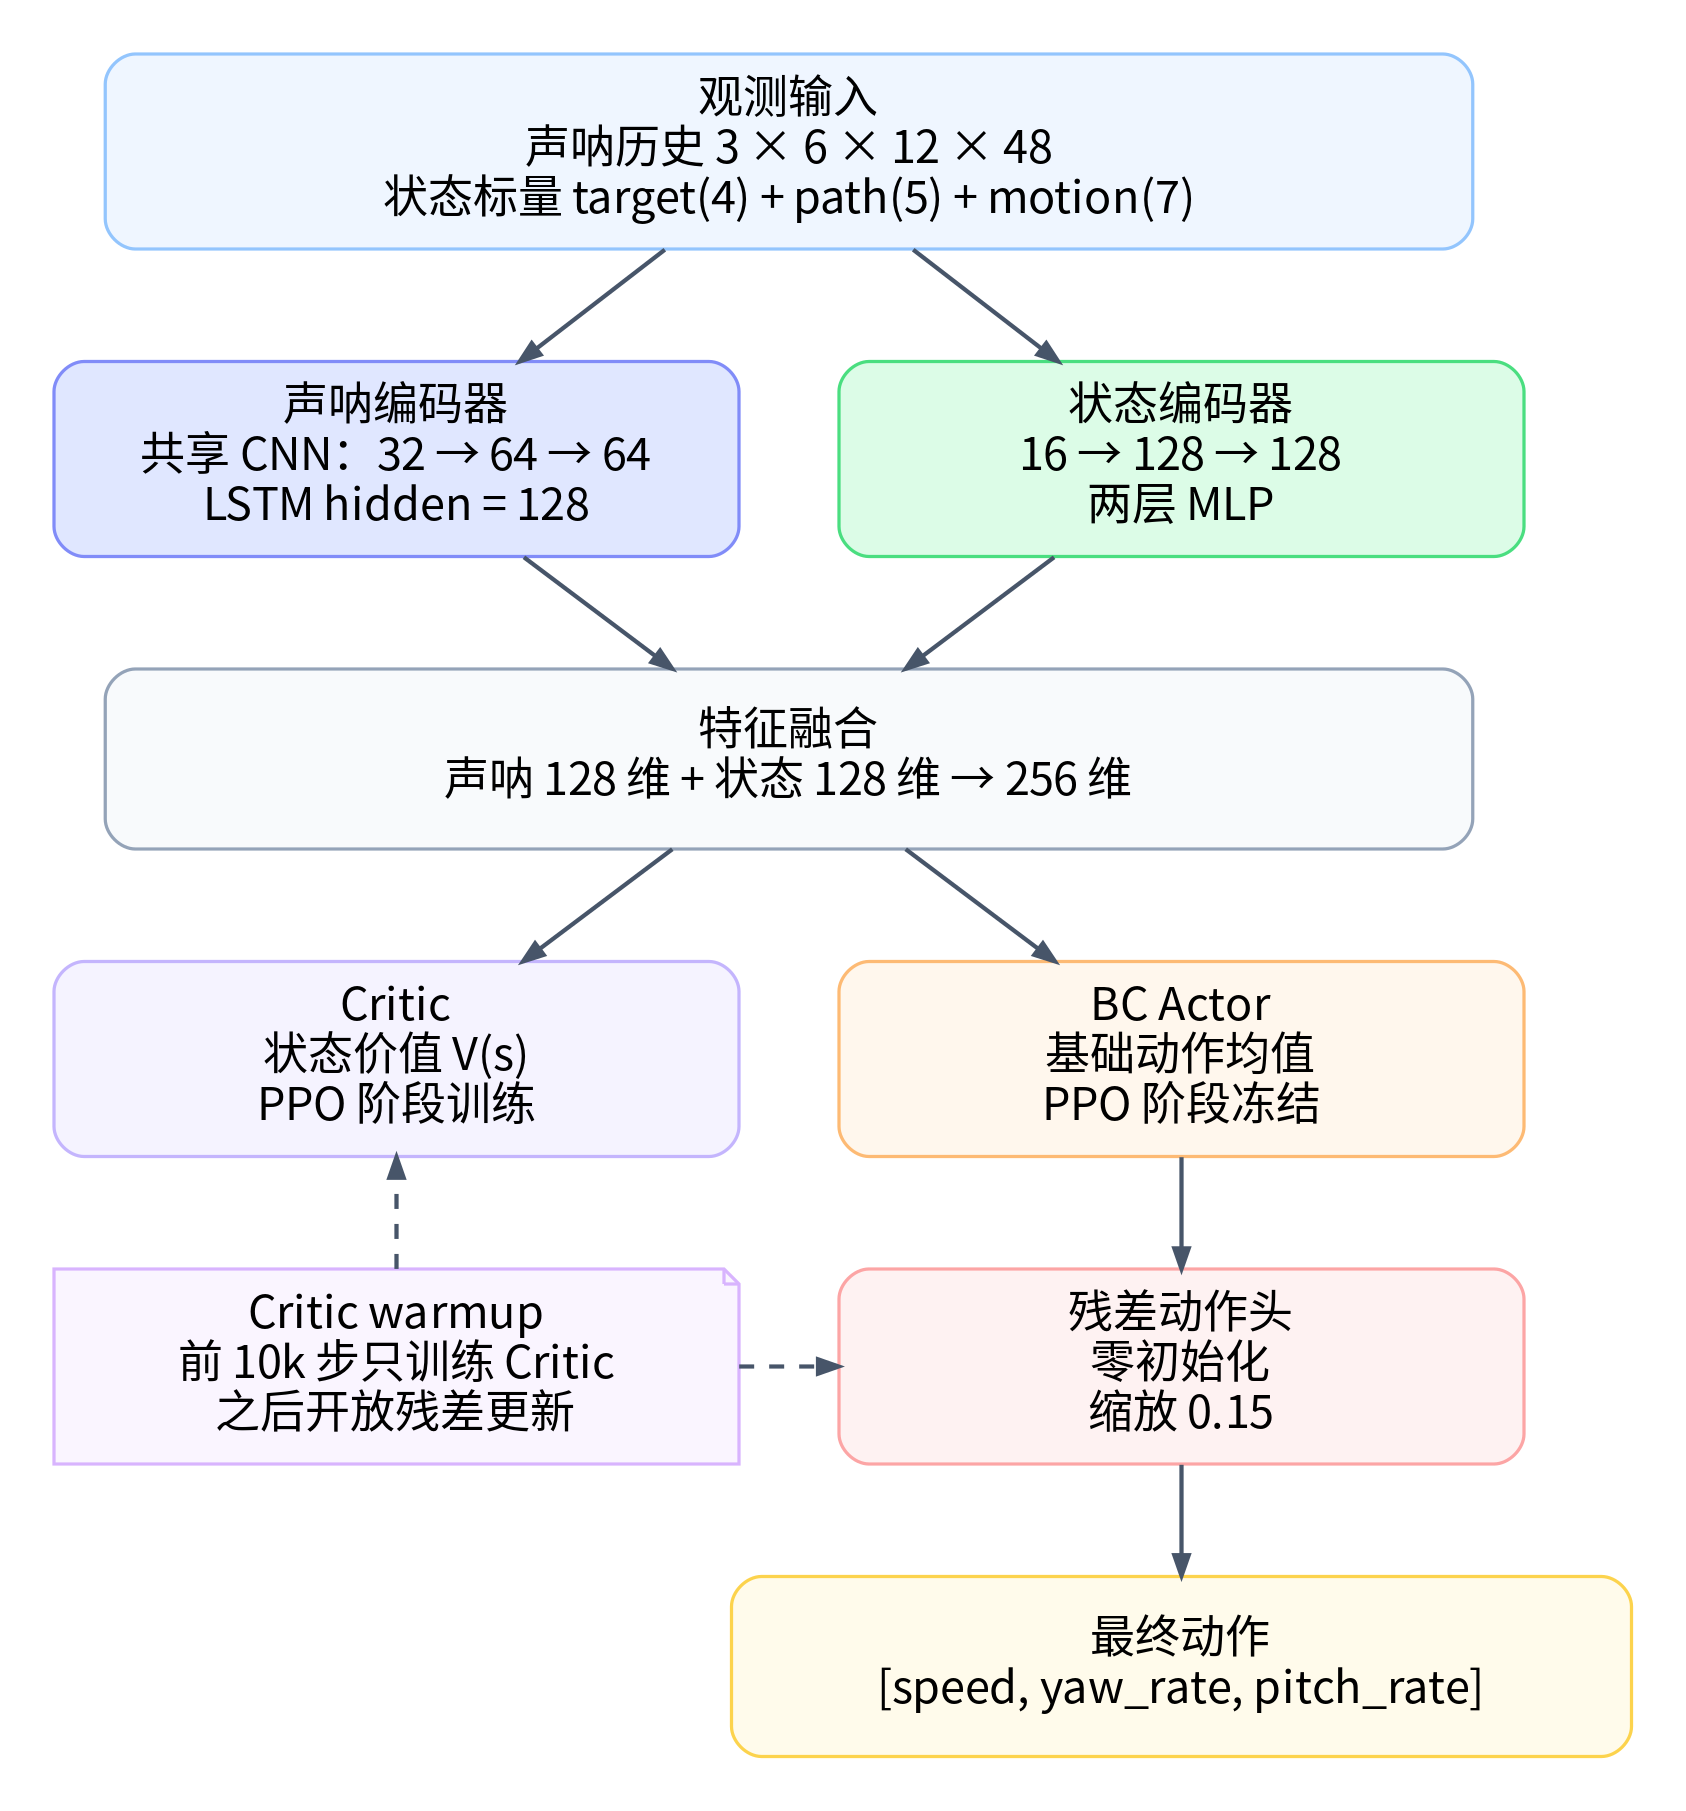 观测输入
声呐历史 3 × 6 × 12 × 48
状态标量 target(4) + path(5) + motion(7)
声呐编码器
共享 CNN：32 → 64 → 64
LSTM hidden = 128
状态编码器
16 → 128 → 128
两层 MLP
特征融合
声呐 128 维 + 状态 128 维 → 256 维
Critic
状态价值 V(s)
PPO 阶段训练
BC Actor
基础动作均值
PPO 阶段冻结
Critic warmup
前 10k 步只训练 Critic
之后开放残差更新
残差动作头
零初始化
缩放 0.15
最终动作
[speed, yaw_rate, pitch_rate]